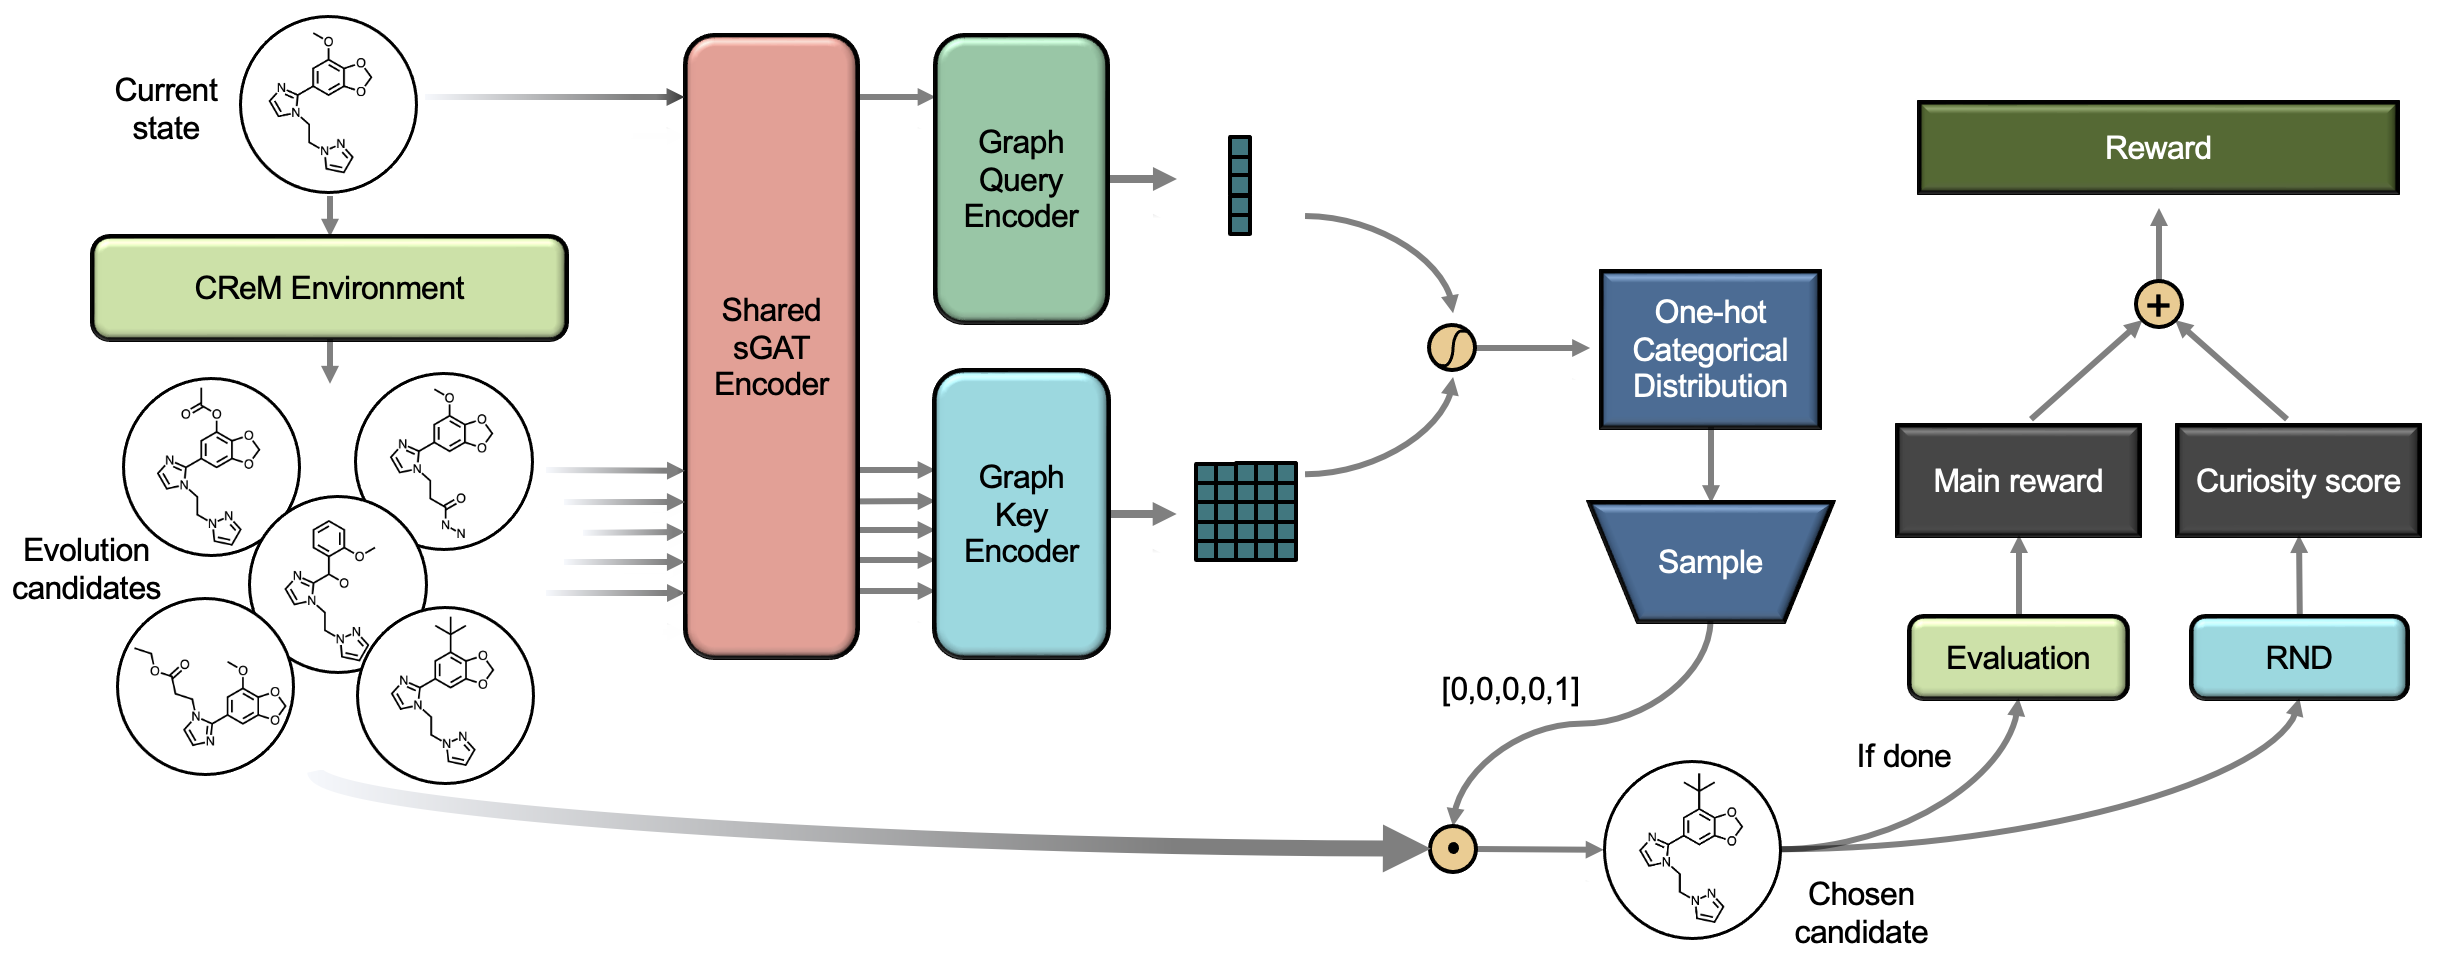 Current
state
CReM Environment
Evolution
candidates
Shared
sGAT
Encoder
Graph
Query
Encoder
Graph
Key
Encoder
One-hot
Categorical
Distribution
Sample
[0,0,0,0,1]
Chosen
candidate
If done
Evaluation
RND
Main reward
Curiosity score
+
Reward